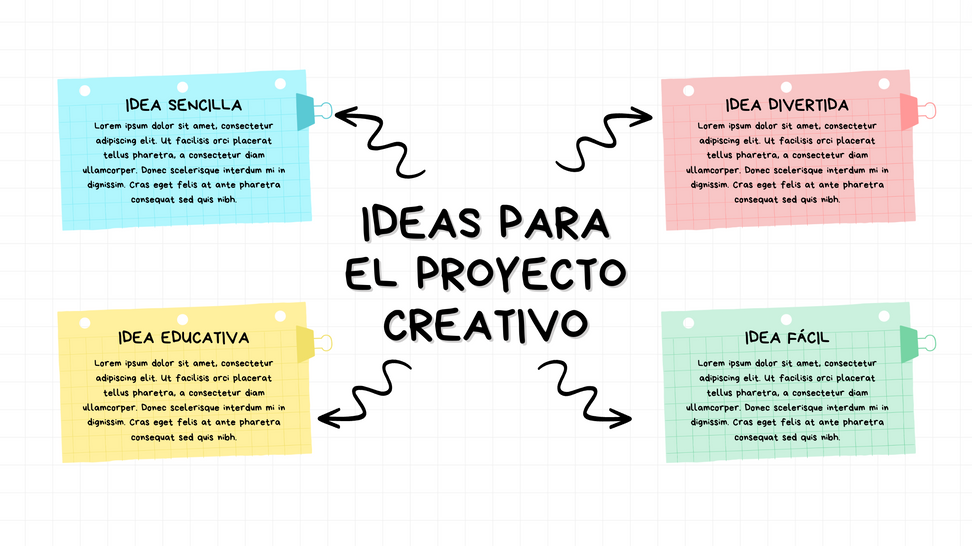 IDEA SENCILLA
Lorem ipsum dolor sit amet, consectetur
adipiscing elit. Ut facilisis orci placerat
tellus pharetra, a consectetur diam
ullamcorper. Donec scelerisque interdum mi in
dignissim. Cras eget felis at ante pharetra
consequat sed quis nibh.
IDEA DIVERTIDA
Lorem ipsum dolor sit amet, consectetur
adipiscing elit. Ut facilisis orci placerat
tellus pharetra, a consectetur diam
ullamcorper. Donec scelerisque interdum mi in
dignissim. Cras eget felis at ante pharetra
consequat sed quis nibh.
IDEAS PARA
EL PROYECTO
CREATIVO
IDEA EDUCATIVA
Lorem ipsum dolor sit amet, consectetur
adipiscing elit. Ut facilisis orci placerat
tellus pharetra, a consectetur diam
ullamcorper. Donec scelerisque interdum mi in
dignissim. Cras eget felis at ante pharetra
consequat sed quis nibh.
IDEA FÁCIL
Lorem ipsum dolor sit amet, consectetur
adipiscing elit. Ut facilisis orci placerat
tellus pharetra, a consectetur diam
ullamcorper. Donec scelerisque interdum mi in
dignissim. Cras eget felis at ante pharetra
consequat sed quis nibh.